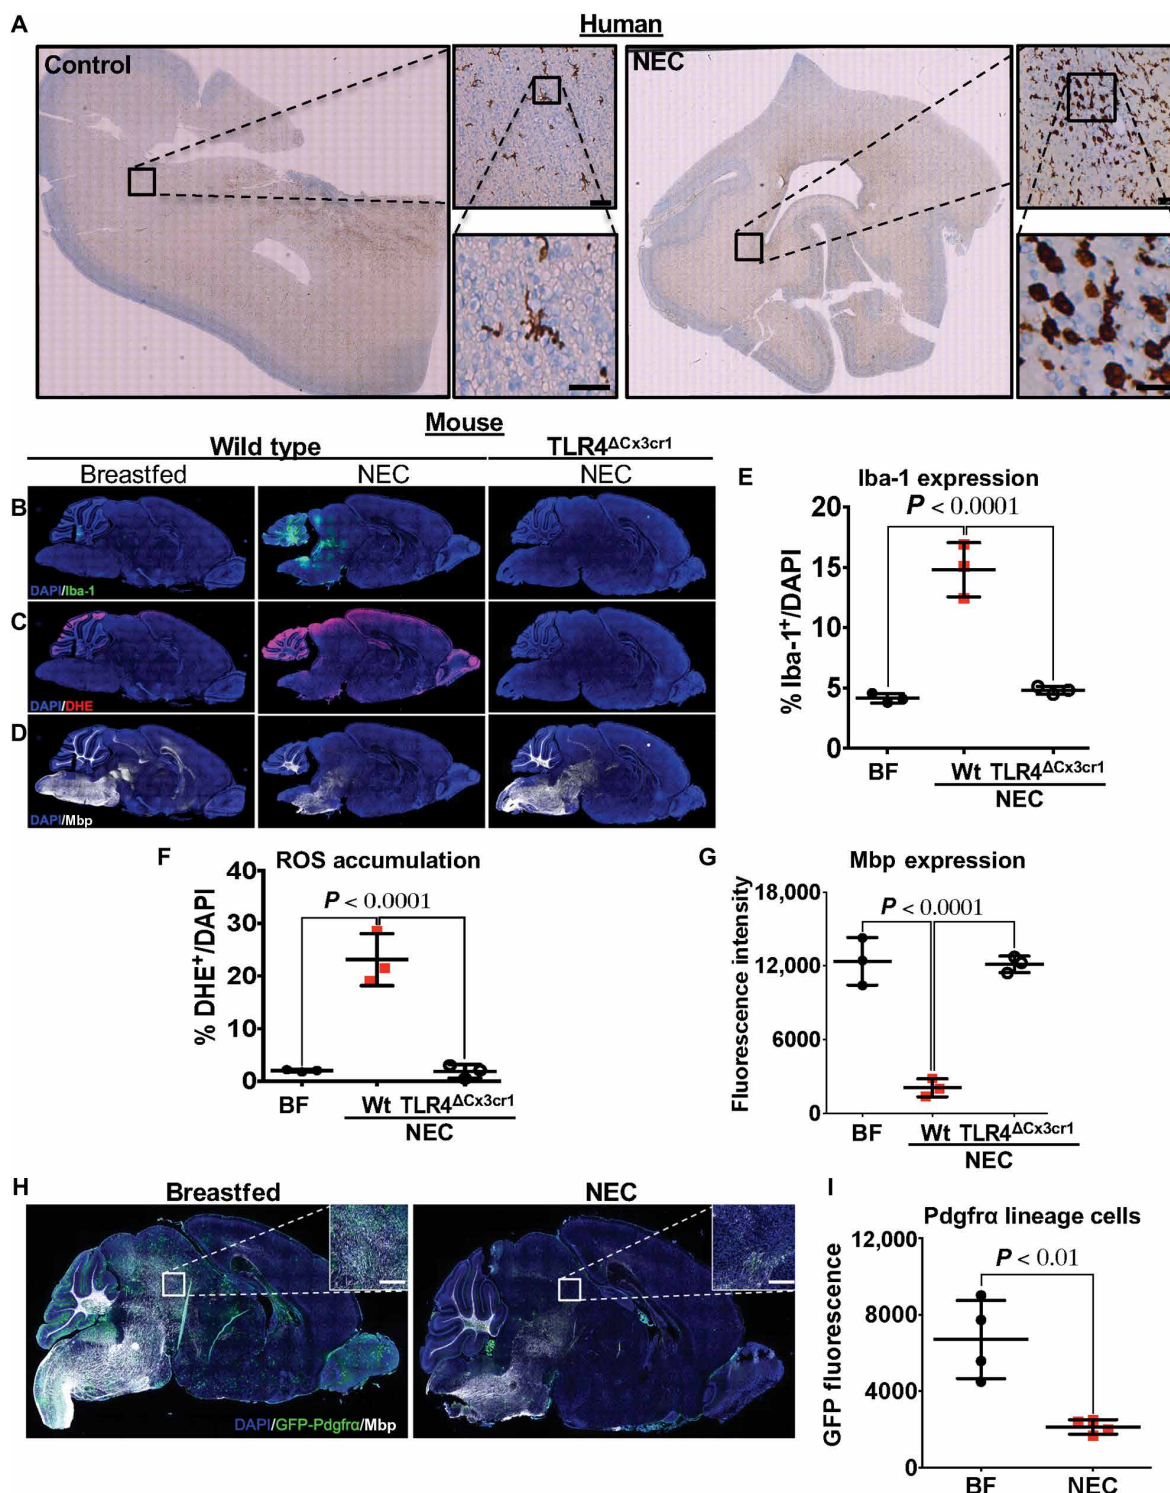 A
Human
Control
NEC
Mouse
Wild type
TLR4ΔCx3cr1
Breastfed
NEC
NEC
B
DAPI/Iba-1
C
DAPI/DHE
D
DAPI/Mbp
E
Iba-1 expression
P < 0.0001
% Iba-1+/DAPI
20
15
10
5
0
BF
Wt TLR4ΔCx3cr1
NEC
F
ROS accumulation
P < 0.0001
% DHE+/DAPI
40
30
20
10
0
BF
Wt TLR4ΔCx3cr1
NEC
G
Mbp expression
P < 0.0001
Fluorescence intensity
18,000
12,000
6000
0
BF
Wt TLR4ΔCx3cr1
NEC
H
Breastfed
NEC
DAPI/GFP-Pdgfrα/Mbp
I
Pdgfrα lineage cells
P < 0.01
GFP fluorescence
12,000
8000
4000
0
BF
NEC